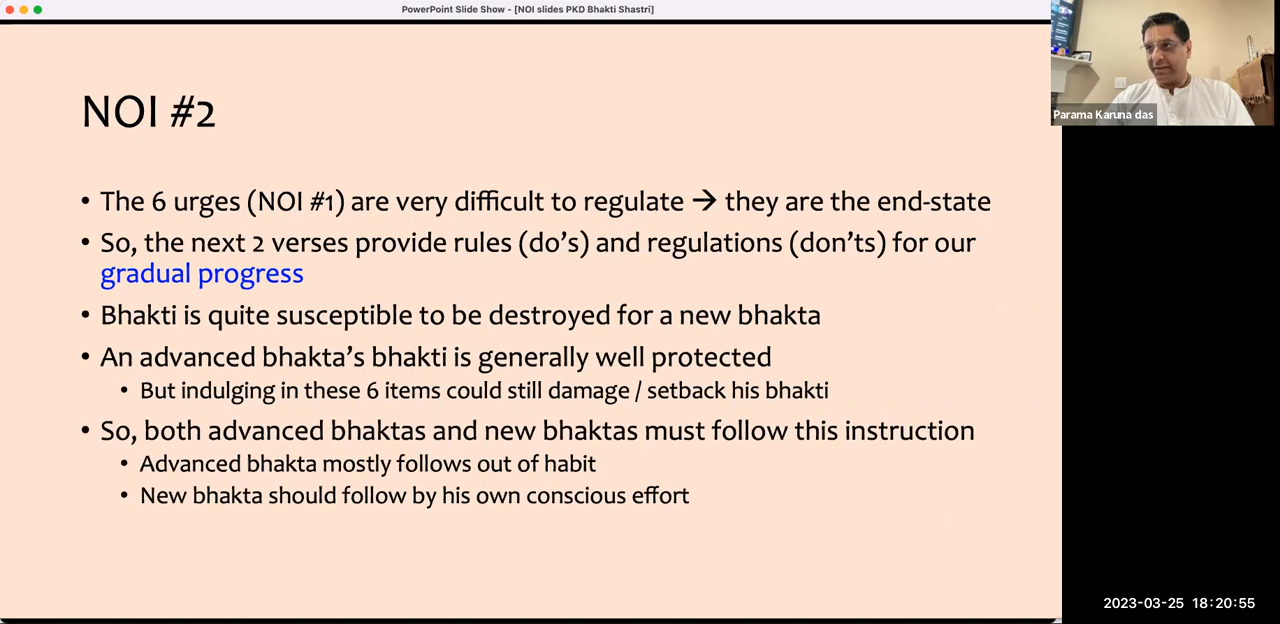 PowerPoint Slide Show - [NOI slides PKD Bhakti Shastri]
NOI #2
• The 6 urges (NOI #1) are very difficult to regulate → they are the end-state
• So, the next 2 verses provide rules (do's) and regulations (don'ts) for our
gradual progress
• Bhakti is quite susceptible to be destroyed for a new bhakta
• An advanced bhakta's bhakti is generally well protected
• But indulging in these 6 items could still damage / setback his bhakti
• So, both advanced bhaktas and new bhaktas must follow this instruction
• Advanced bhakta mostly follows out of habit
• New bhakta should follow by his own conscious effort
Parama Karuna das
2023-03-25 18:20:55